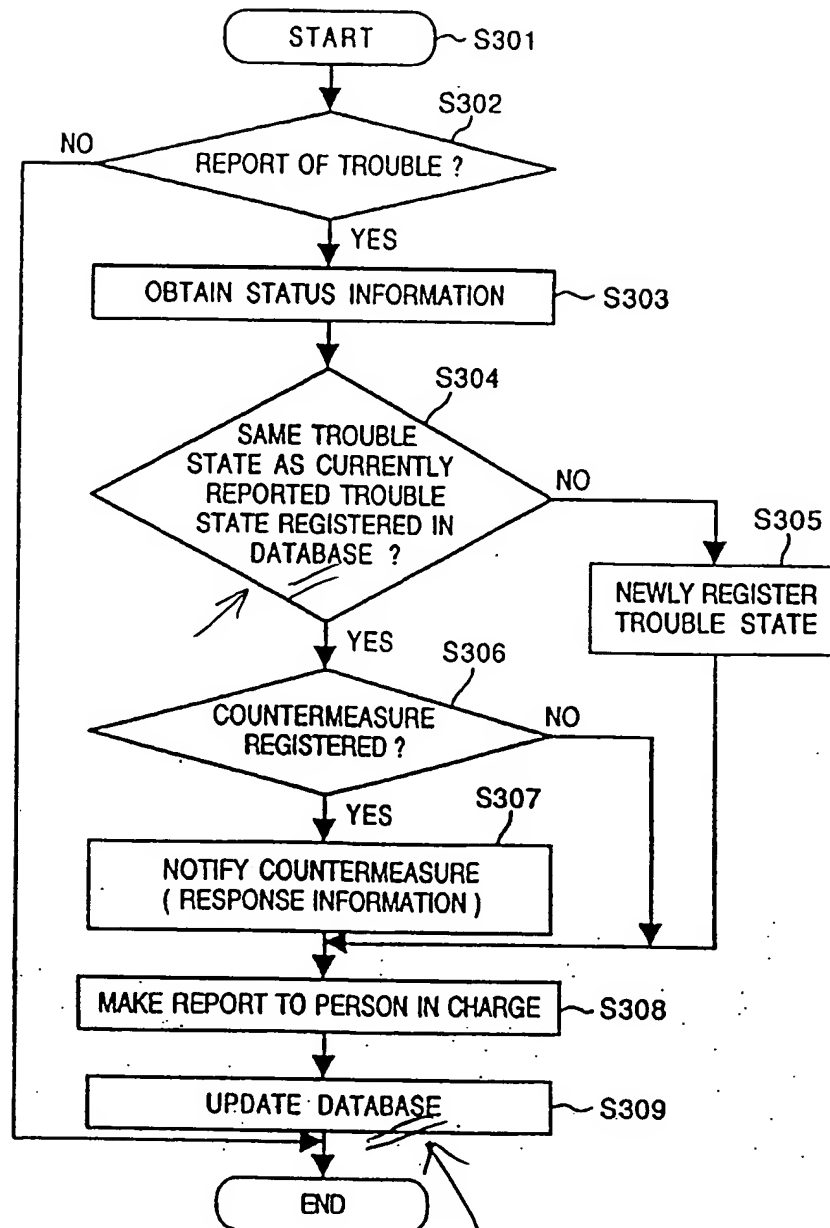 START
S301
S302
NO
REPORT OF TROUBLE ?
YES
OBTAIN STATUS INFORMATION
S303
S304
SAME TROUBLE
STATE AS CURRENTLY
REPORTED TROUBLE
STATE REGISTERED IN
DATABASE ?
NO
S305
NEWLY REGISTER
TROUBLE STATE
YES
S306
COUNTERMEASURE
REGISTERED ?
NO
YES
S307
NOTIFY COUNTERMEASURE
( RESPONSE INFORMATION )
MAKE REPORT TO PERSON IN CHARGE
S308
UPDATE DATABASE
S309
END